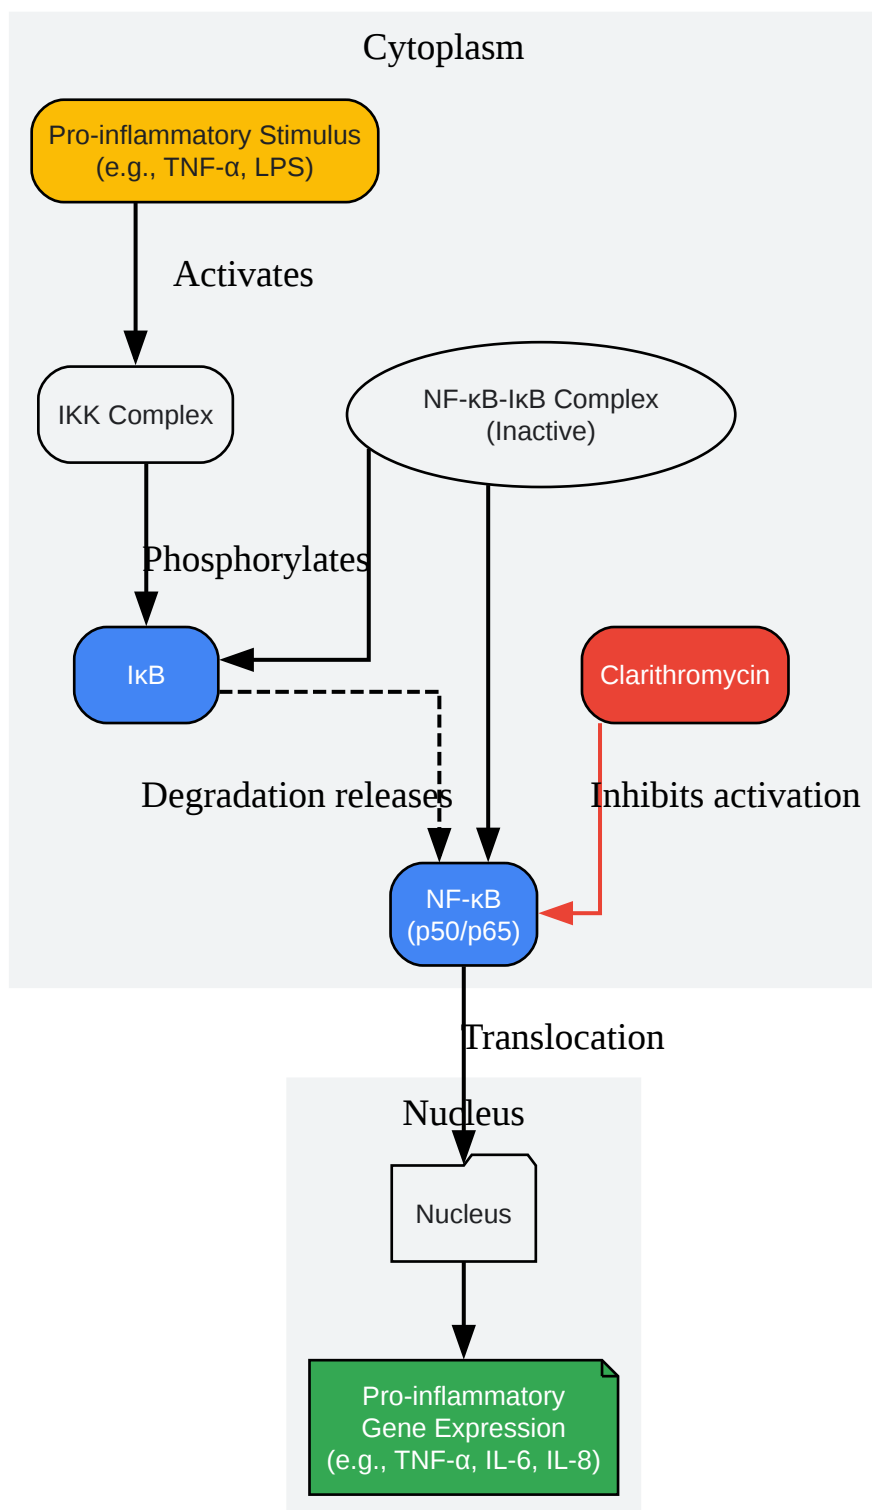 Cytoplasm
Pro-inflammatory Stimulus
(e.g., TNF-α, LPS)
Activates
IKK Complex
NF-κB-IκB Complex
(Inactive)
Phosphorylates
IκB
Clarithromycin
Degradation releases
Inhibits activation
NF-κB
(p50/p65)
Translocation
Nucleus
Nucleus
Pro-inflammatory
Gene Expression
(e.g., TNF-α, IL-6, IL-8)